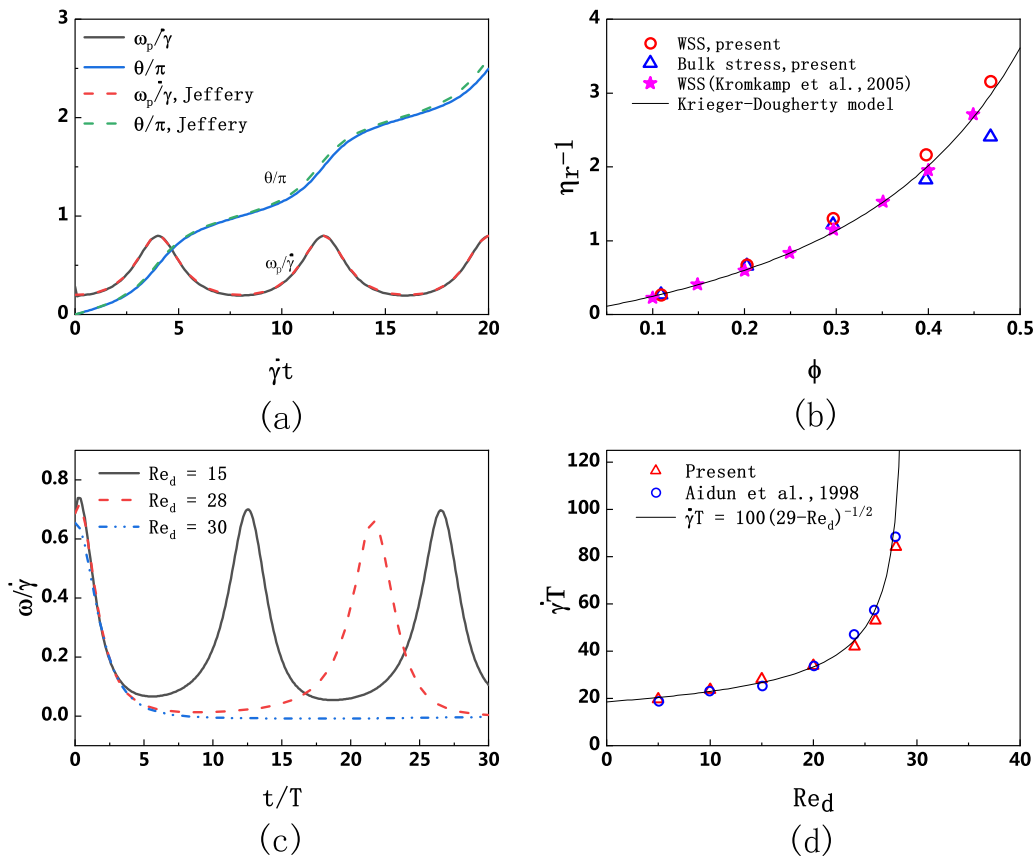 3
2
1
0
0
5
10
15
20
ωp/γ̇
θ/π
ωp/γ̇, Jeffery
θ/π, Jeffery
θ/π
ωp/γ̇
γ̇t
(a)
4
3
2
1
0
0.1
0.2
0.3
0.4
0.5
WSS, present
Bulk stress, present
WSS(Kromkamp et al., 2005)
Krieger-Dougherty model
ηr-1
ϕ
(b)
0.8
0.6
0.4
0.2
0.0
0
5
10
15
20
25
30
Red = 15
Red = 28
Red = 30
ω/γ̇
t/T
(c)
120
100
80
60
40
20
0
0
10
20
30
40
Present
Aidun et al., 1998
γ̇T = 100(29-Red)^-1/2
γ̇T
Red
(d)